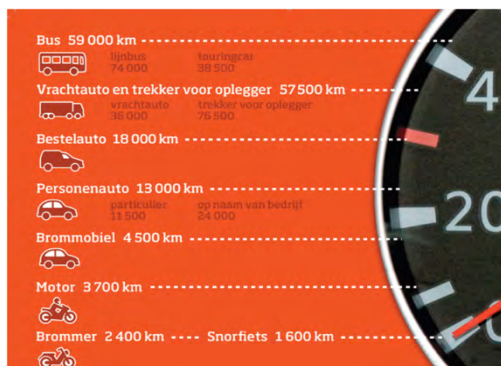 Bus 59 000 km
lijnbus touringcar
74 000 38 500
Vrachtauto en trekker voor oplegger 57 500 km
vrachtauto trekker voor oplegger
38 000 76 500
Bestelauto 18 000 km
Personenauto 13 000 km
particulier op naam van bedrijf
11 500 24 000
Brommobiel 4 500 km
Motor 3 700 km
Brommer 2 400 km Snorfiets 1 600 km
4
20
0